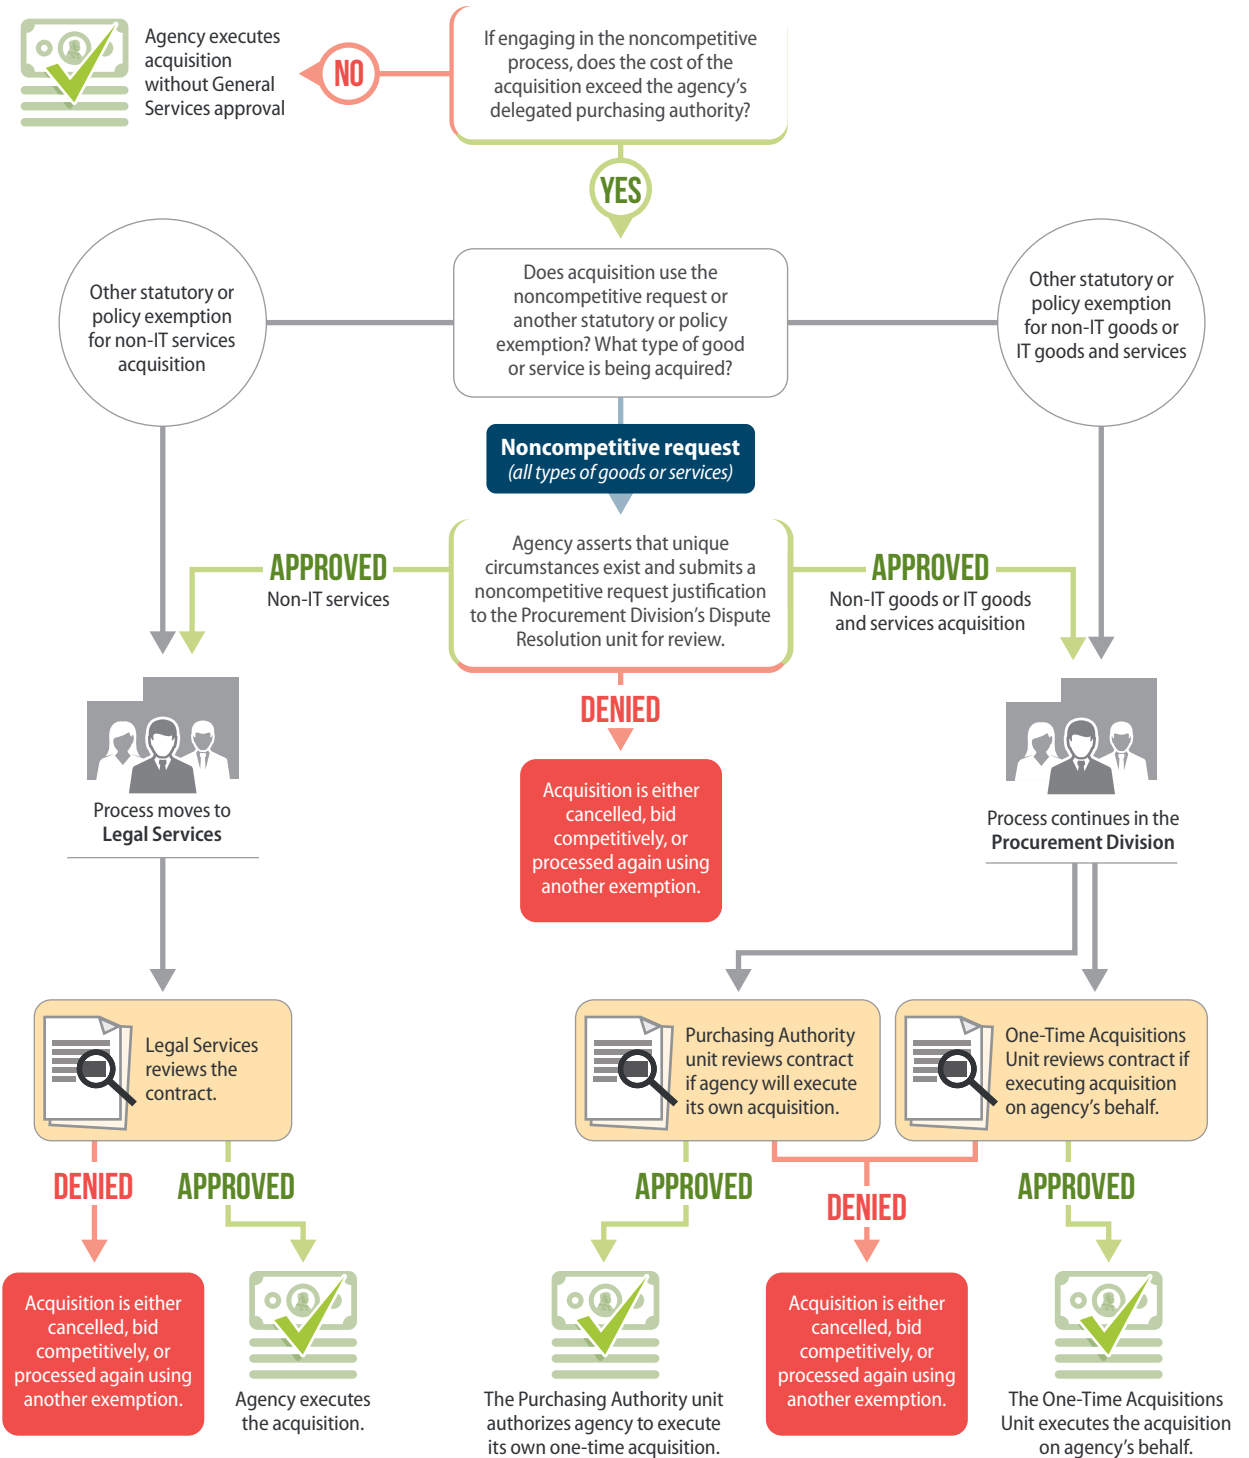 Agency executes
acquisition
without General
Services approval
NO
If engaging in the noncompetitive
process, does the cost of the
acquisition exceed the agency’s
delegated purchasing authority?
YES
Other statutory or
policy exemption
for non-IT services
acquisition
Does acquisition use the
noncompetitive request or
another statutory or policy
exemption? What type of good
or service is being acquired?
Other statutory or
policy exemption
for non-IT goods or
IT goods and services
Noncompetitive request
(all types of goods or services)
APPROVED
Non-IT services
Agency asserts that unique
circumstances exist and submits a
noncompetitive request justification
to the Procurement Division’s Dispute
Resolution unit for review.
APPROVED
Non-IT goods or IT goods
and services acquisition
DENIED
Acquisition is either
cancelled, bid
competitively, or
processed again using
another exemption.
Process moves to
Legal Services
Process continues in the
Procurement Division
Legal Services
reviews the
contract.
Purchasing Authority
unit reviews contract
if agency will execute
its own acquisition.
One-Time Acquisitions
Unit reviews contract if
executing acquisition
on agency’s behalf.
DENIED
APPROVED
APPROVED
DENIED
APPROVED
Acquisition is either
cancelled, bid
competitively, or
processed again using
another exemption.
Agency executes
the acquisition.
The Purchasing Authority unit
authorizes agency to execute
its own one-time acquisition.
Acquisition is either
cancelled, bid
competitively, or
processed again using
another exemption.
The One-Time Acquisitions
Unit executes the acquisition
on agency’s behalf.